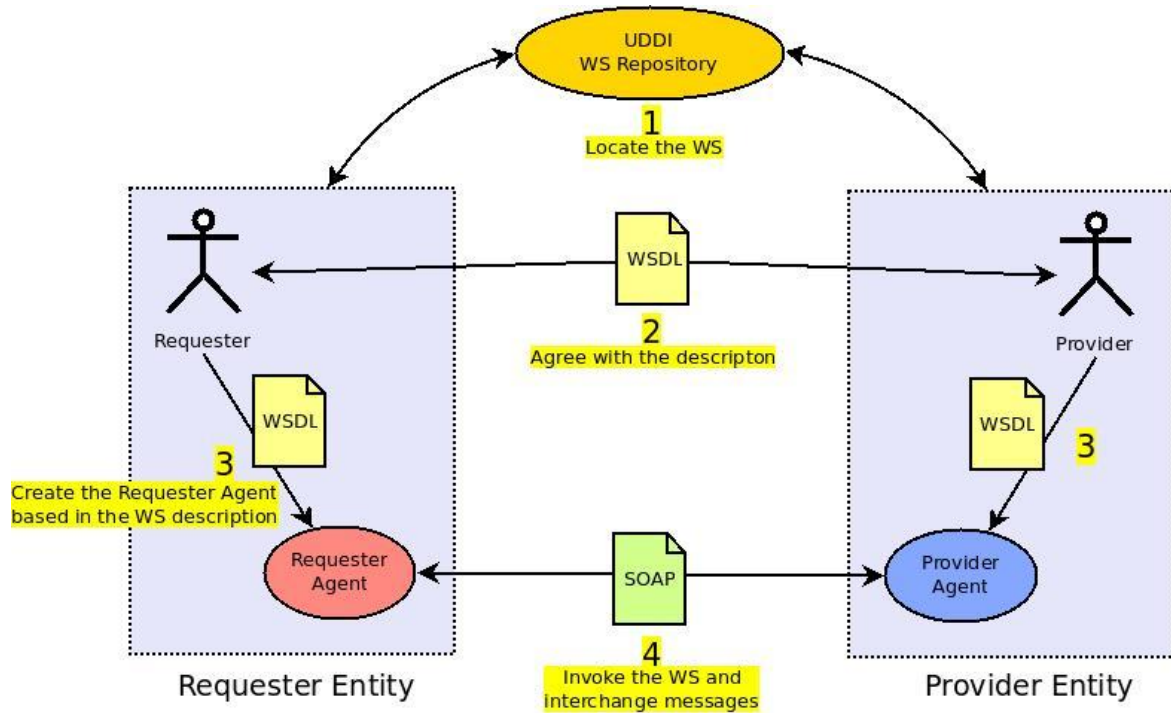 UDDI
WS Repository
1
Locate the WS
WSDL
2
Agree with the descripton
Requester
Provider
WSDL
3
Create the Requester Agent
based in the WS description
WSDL
3
Requester
Agent
SOAP
Provider
Agent
4
Invoke the WS and
interchange messages
Requester Entity
Provider Entity